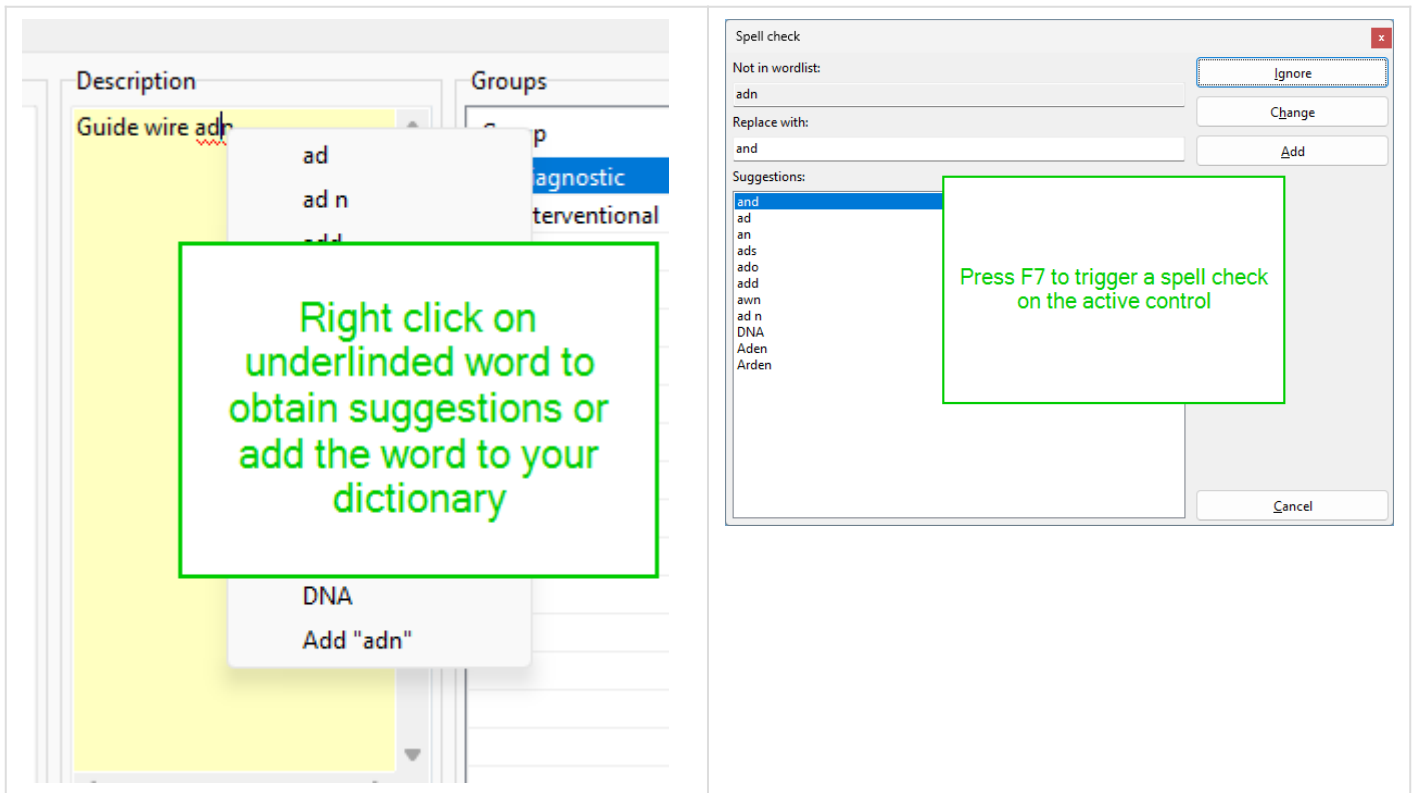 Description
Groups
Guide wire adn
ad
ad n
Right click on
underlinded word to
obtain suggestions or
add the word to your
dictionary
DNA
Add "adn"
Spell check
x
Not in wordlist:
adn
Replace with:
and
Suggestions:
and
ad
an
ads
ado
add
awn
ad n
DNA
Aden
Arden
Ignore
Change
Add
Press F7 to trigger a spell check
on the active control
Cancel